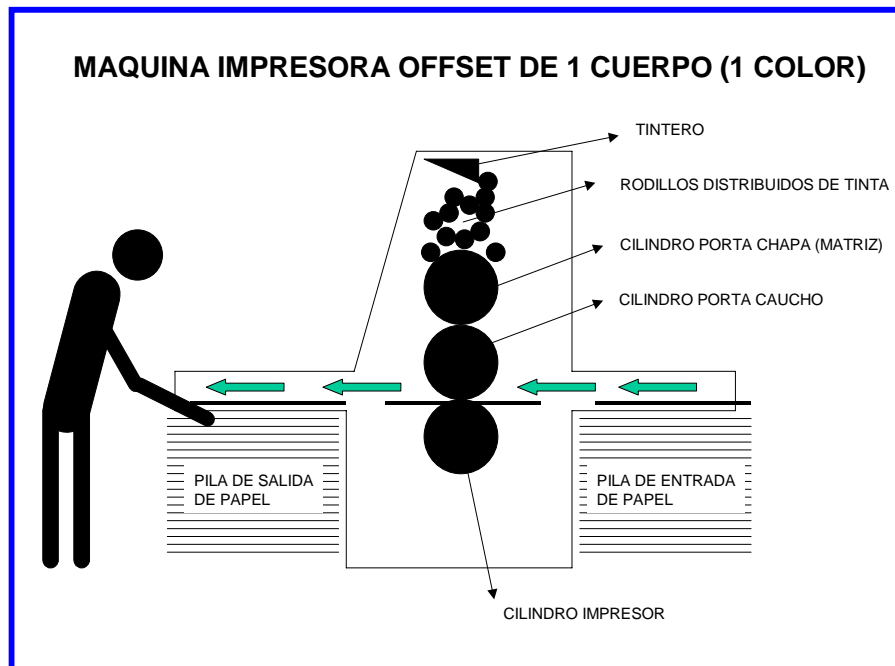 MAQUINA IMPRESORA OFFSET DE 1 CUERPO (1 COLOR)
TINTERO
RODILLOS DISTRIBUIDOS DE TINTA
CILINDRO PORTA CHAPA (MATRIZ)
CILINDRO PORTA CAUCHO
PILA DE SALIDA
DE PAPEL
PILA DE ENTRADA
DE PAPEL
CILINDRO IMPRESOR